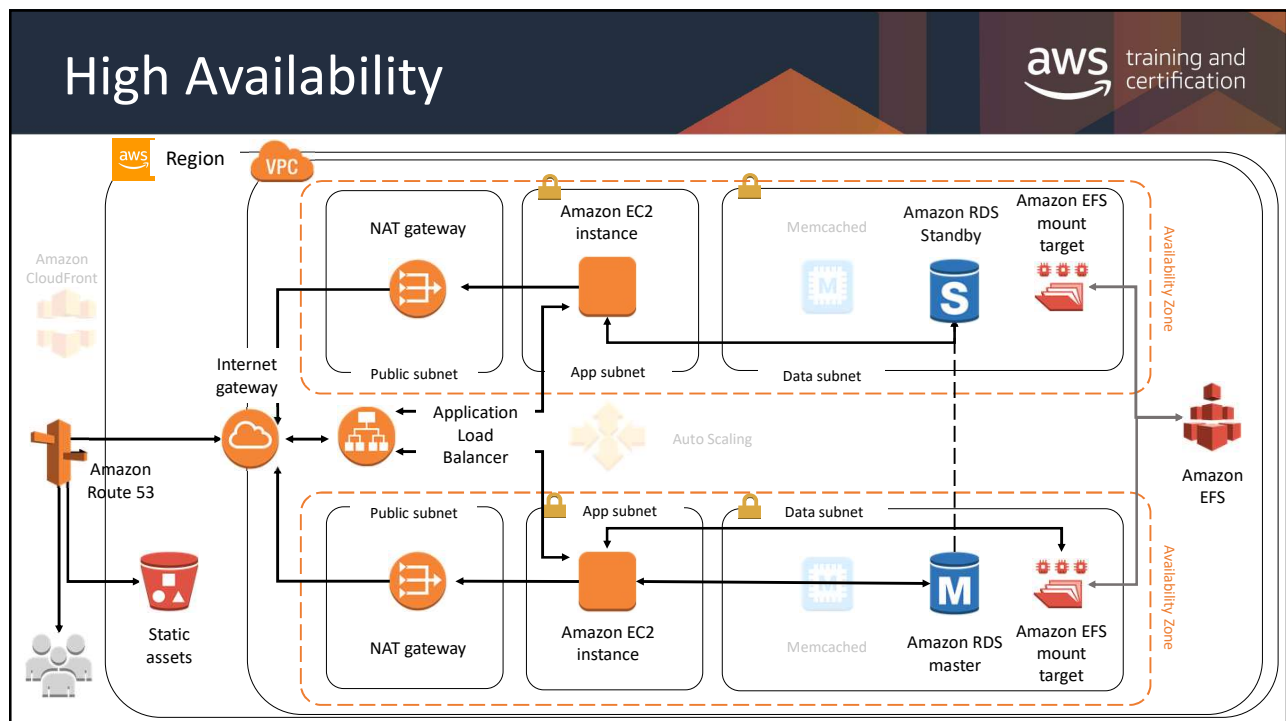 High Availability
aws training and
certification
aws Region
VPC
NAT gateway
Amazon EC2
instance
Memcached
M
Amazon RDS
Standby
S
Amazon EFS
mount
target
Availability Zone
Amazon
CloudFront
Public subnet
App subnet
Data subnet
Internet
gateway
Application
Load
Balancer
Auto Scaling
Amazon
Route 53
Amazon
EFS
Public subnet
App subnet
Data subnet
Static
assets
NAT gateway
Amazon EC2
instance
M
Memcached
M
Amazon RDS
master
Amazon EFS
mount
target
Availability Zone